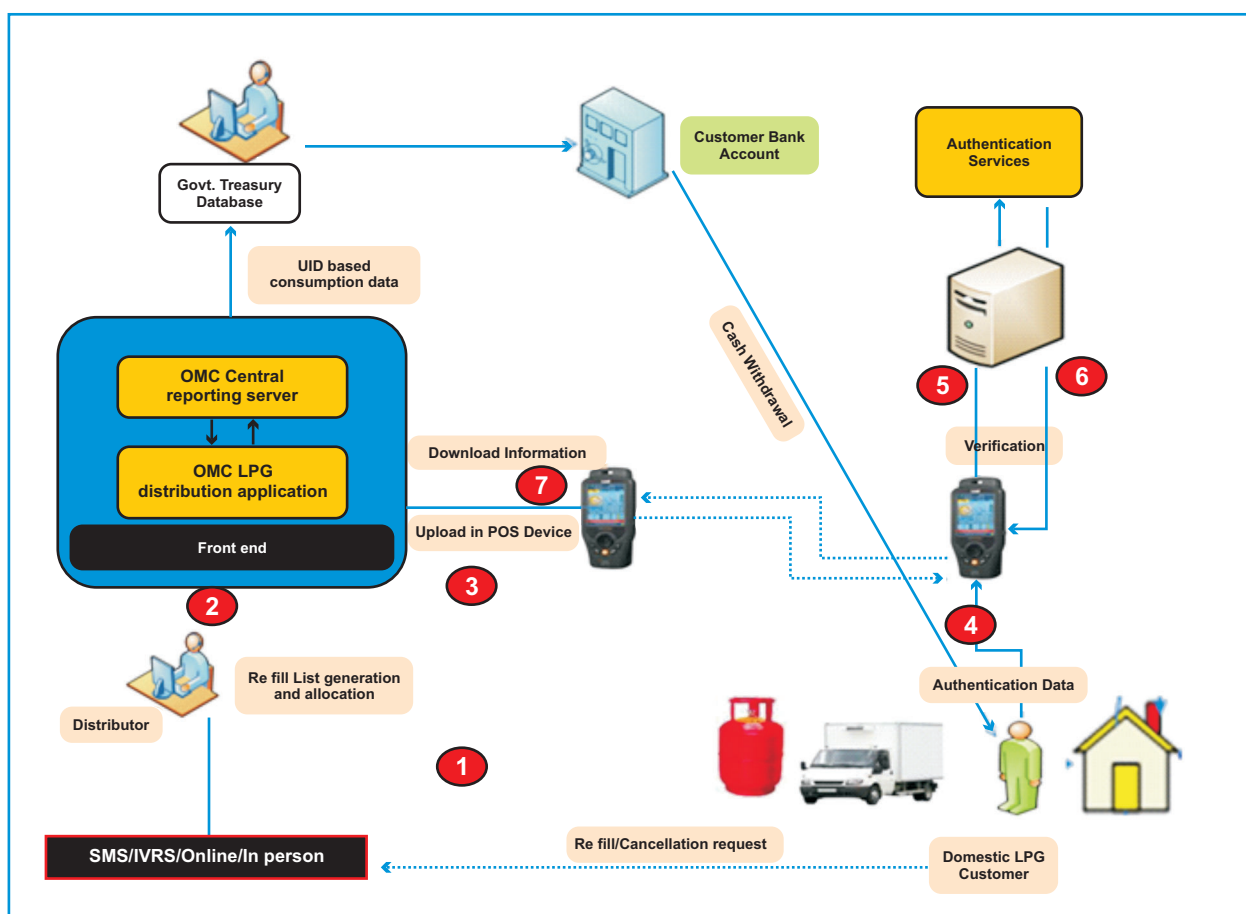 Customer Bank
Account
Authentication
Services
Govt. Treasury
Database
UID based
consumption data
Cash Withdrawal
OMC Central
reporting server
5
6
Verification
Download Information
OMC LPG
distribution application
7
Upload in POS Device
Front end
3
2
4
Re fill List generation
and allocation
Authentication Data
Distributor
1
Re fill/Cancellation request
SMS/IVRS/Online/In person
Domestic LPG
Customer